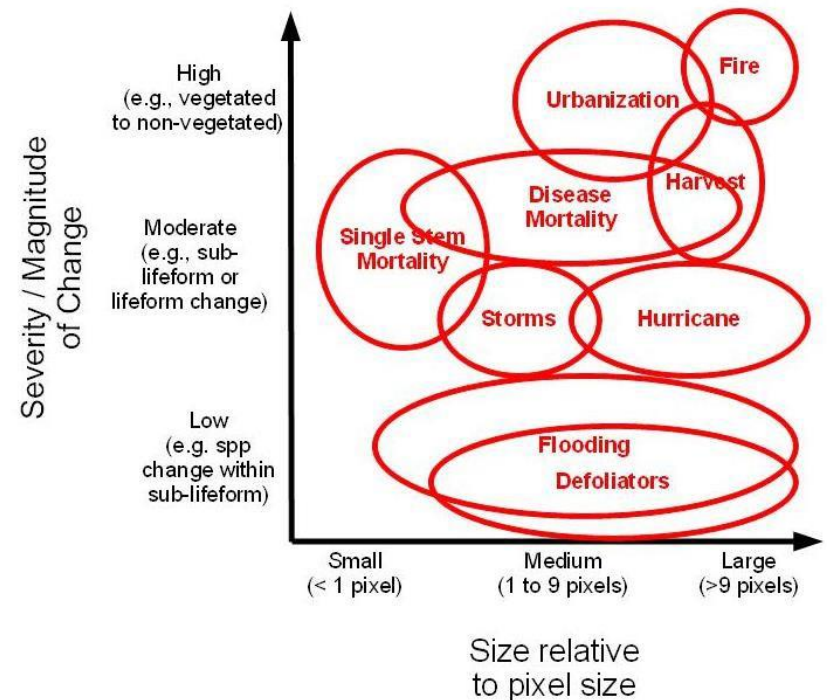 Severity / Magnitude
of Change
High
(e.g., vegetated
to non-vegetated)
Moderate
(e.g., sub-
lifeform or
lifeform change)
Low
(e.g. spp
change within
sub-lifeform)
Fire
Urbanization
Harvest
Disease
Mortality
Single Stem
Mortality
Storms
Hurricane
Flooding
Defoliators
Small
(< 1 pixel)
Medium
(1 to 9 pixels)
Large
(>9 pixels)
Size relative
to pixel size